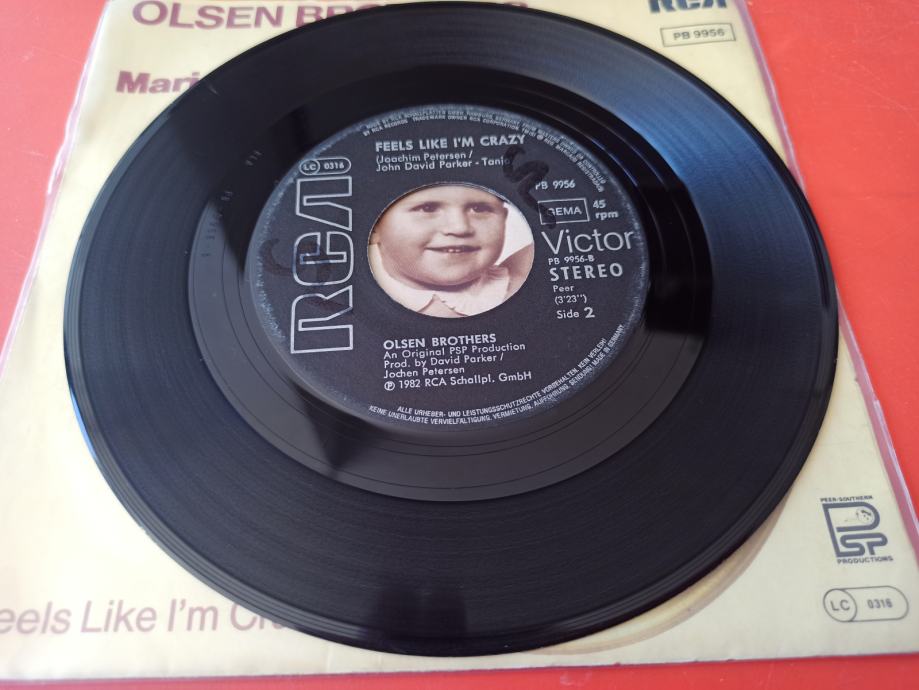 OLSEN BR
RCA
PB 9956
Mari
FEELS LIKE I'M CRAZY
(Joachim Petersen/
John David Parker - Tanja
LC 0316
PB 9956
GEMA
45
rpm
RCA
Victor
PB 9956-B
STEREO
Peer
(3'23")
Side 2
OLSEN BROTHERS
An Original PSP Production
Prod. by David Parker/
Jochen Petersen
Ⓟ 1982 RCA Schallpl. GmbH
ALLE URHEBER- UND LEISTUNGSSCHUTZRECHTE VORBEHALTEN. KEIN VERLEIH!
KEINE UNERLAUBTE VERVIELFÄLTIGUNG, VERMIETUNG, AUFFÜHRUNG, SENDUNG! MADE IN GERMANY
PEER-SOUTHERN
PSP
PRODUCTIONS
LC 0316
eels Like I'm Cr